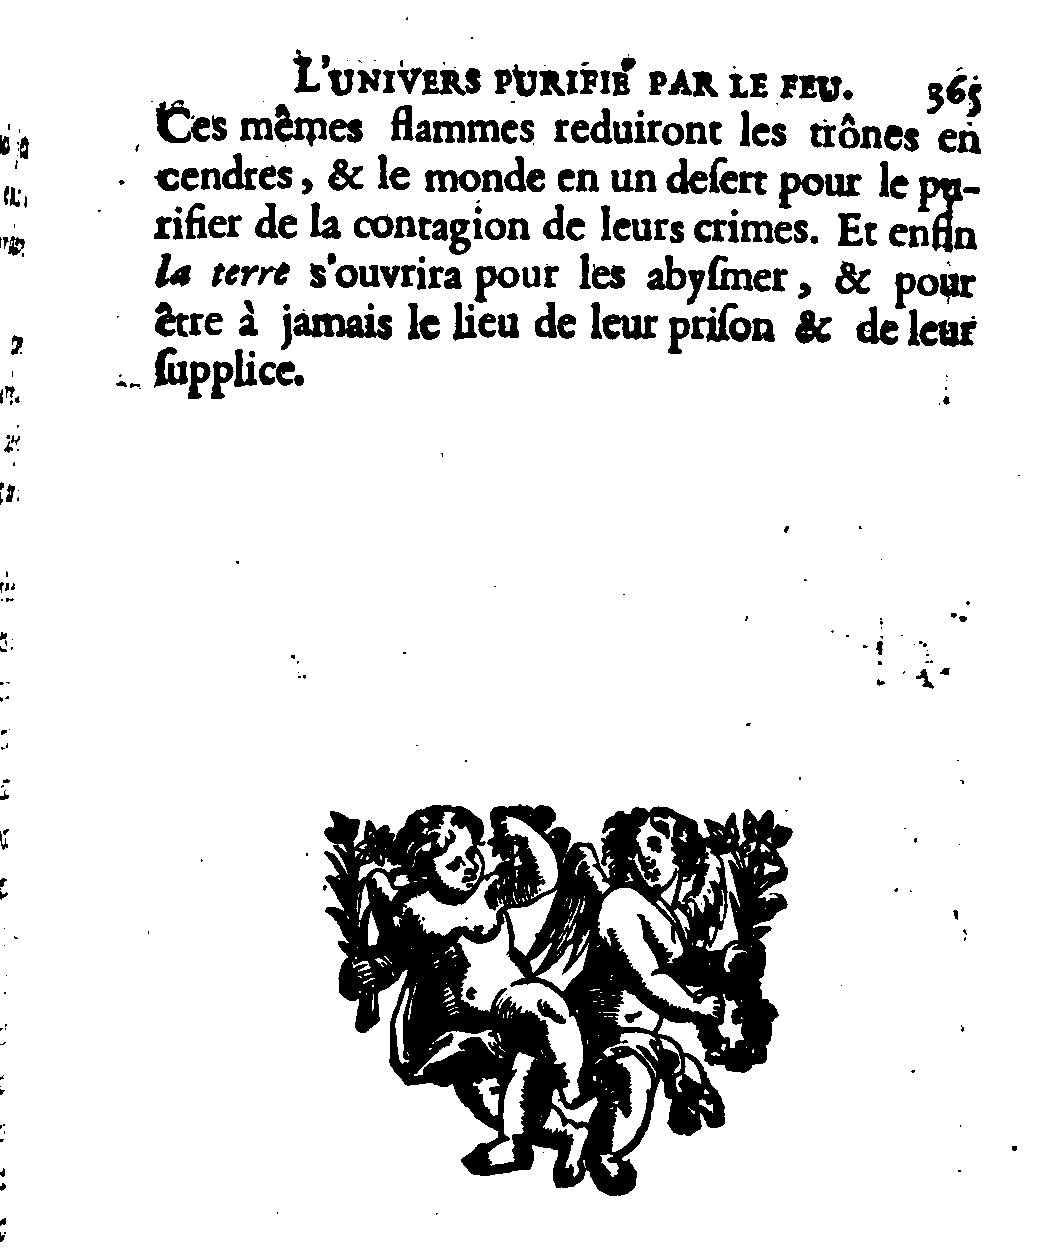 L'UNIVERS PURIFIÉ PAR LE FEU. 365
Ces mêmes flammes reduiront les trônes en
cendres, & le monde en un deſert pour le pu-
rifier de la contagion de leurs crimes. Et enfin
la terre s'ouvrira pour les abyſmer, & pour
être à jamais le lieu de leur priſon & de leur
ſupplice.